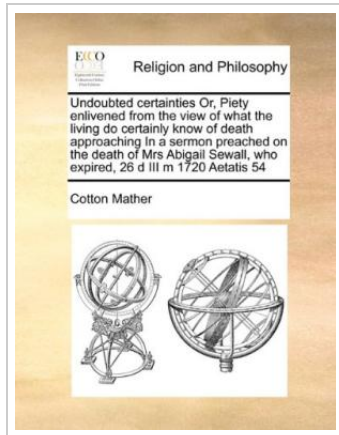 ECCO
Religion and Philosophy
Undoubted certainties Or, Piety
enlivened from the view of what the
living do certainly know of death
approaching In a sermon preached on
the death of Mrs Abigail Sewall, who
expired, 26 d III m 1720 Aetatis 54
Cotton Mather